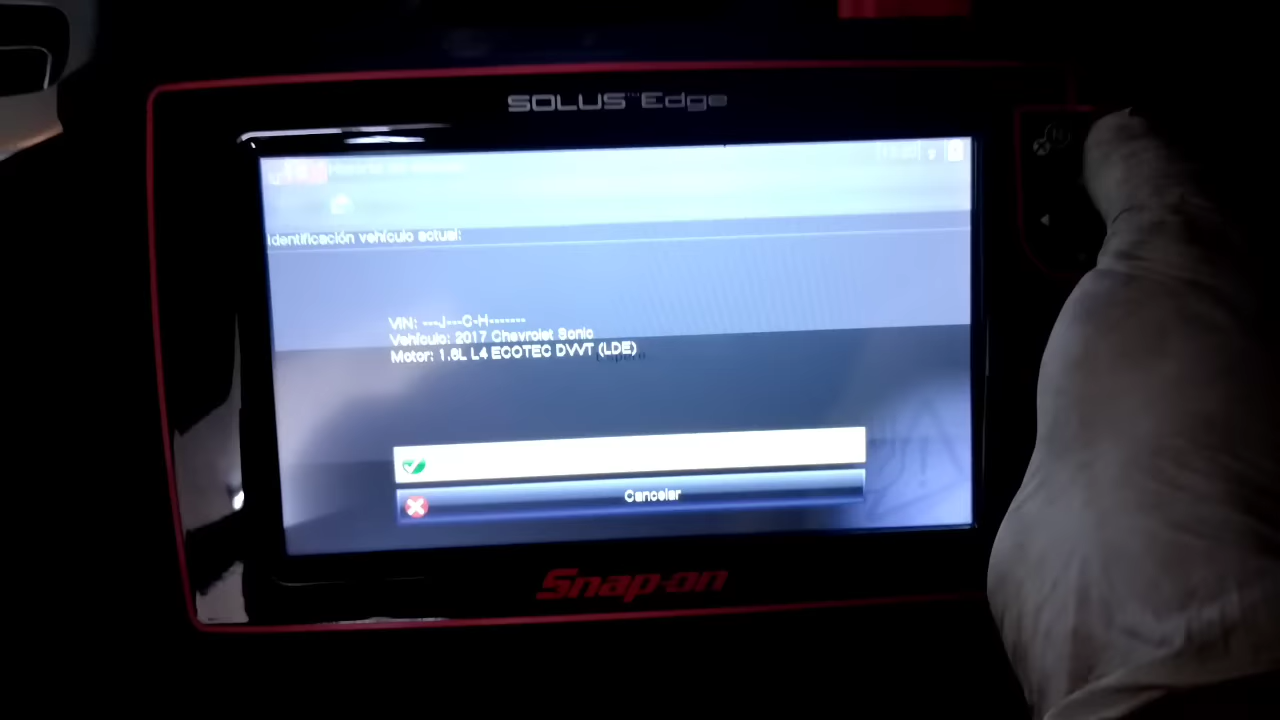 SOLUS™ Edge
Identificación vehículo actual:
VIN: ---J---C-H-------
Vehículo: 2017 Chevrolet Sonic
Motor: 1.6L L4 ECOTEC DVVT (LDE)
Cancelar
Snap-on